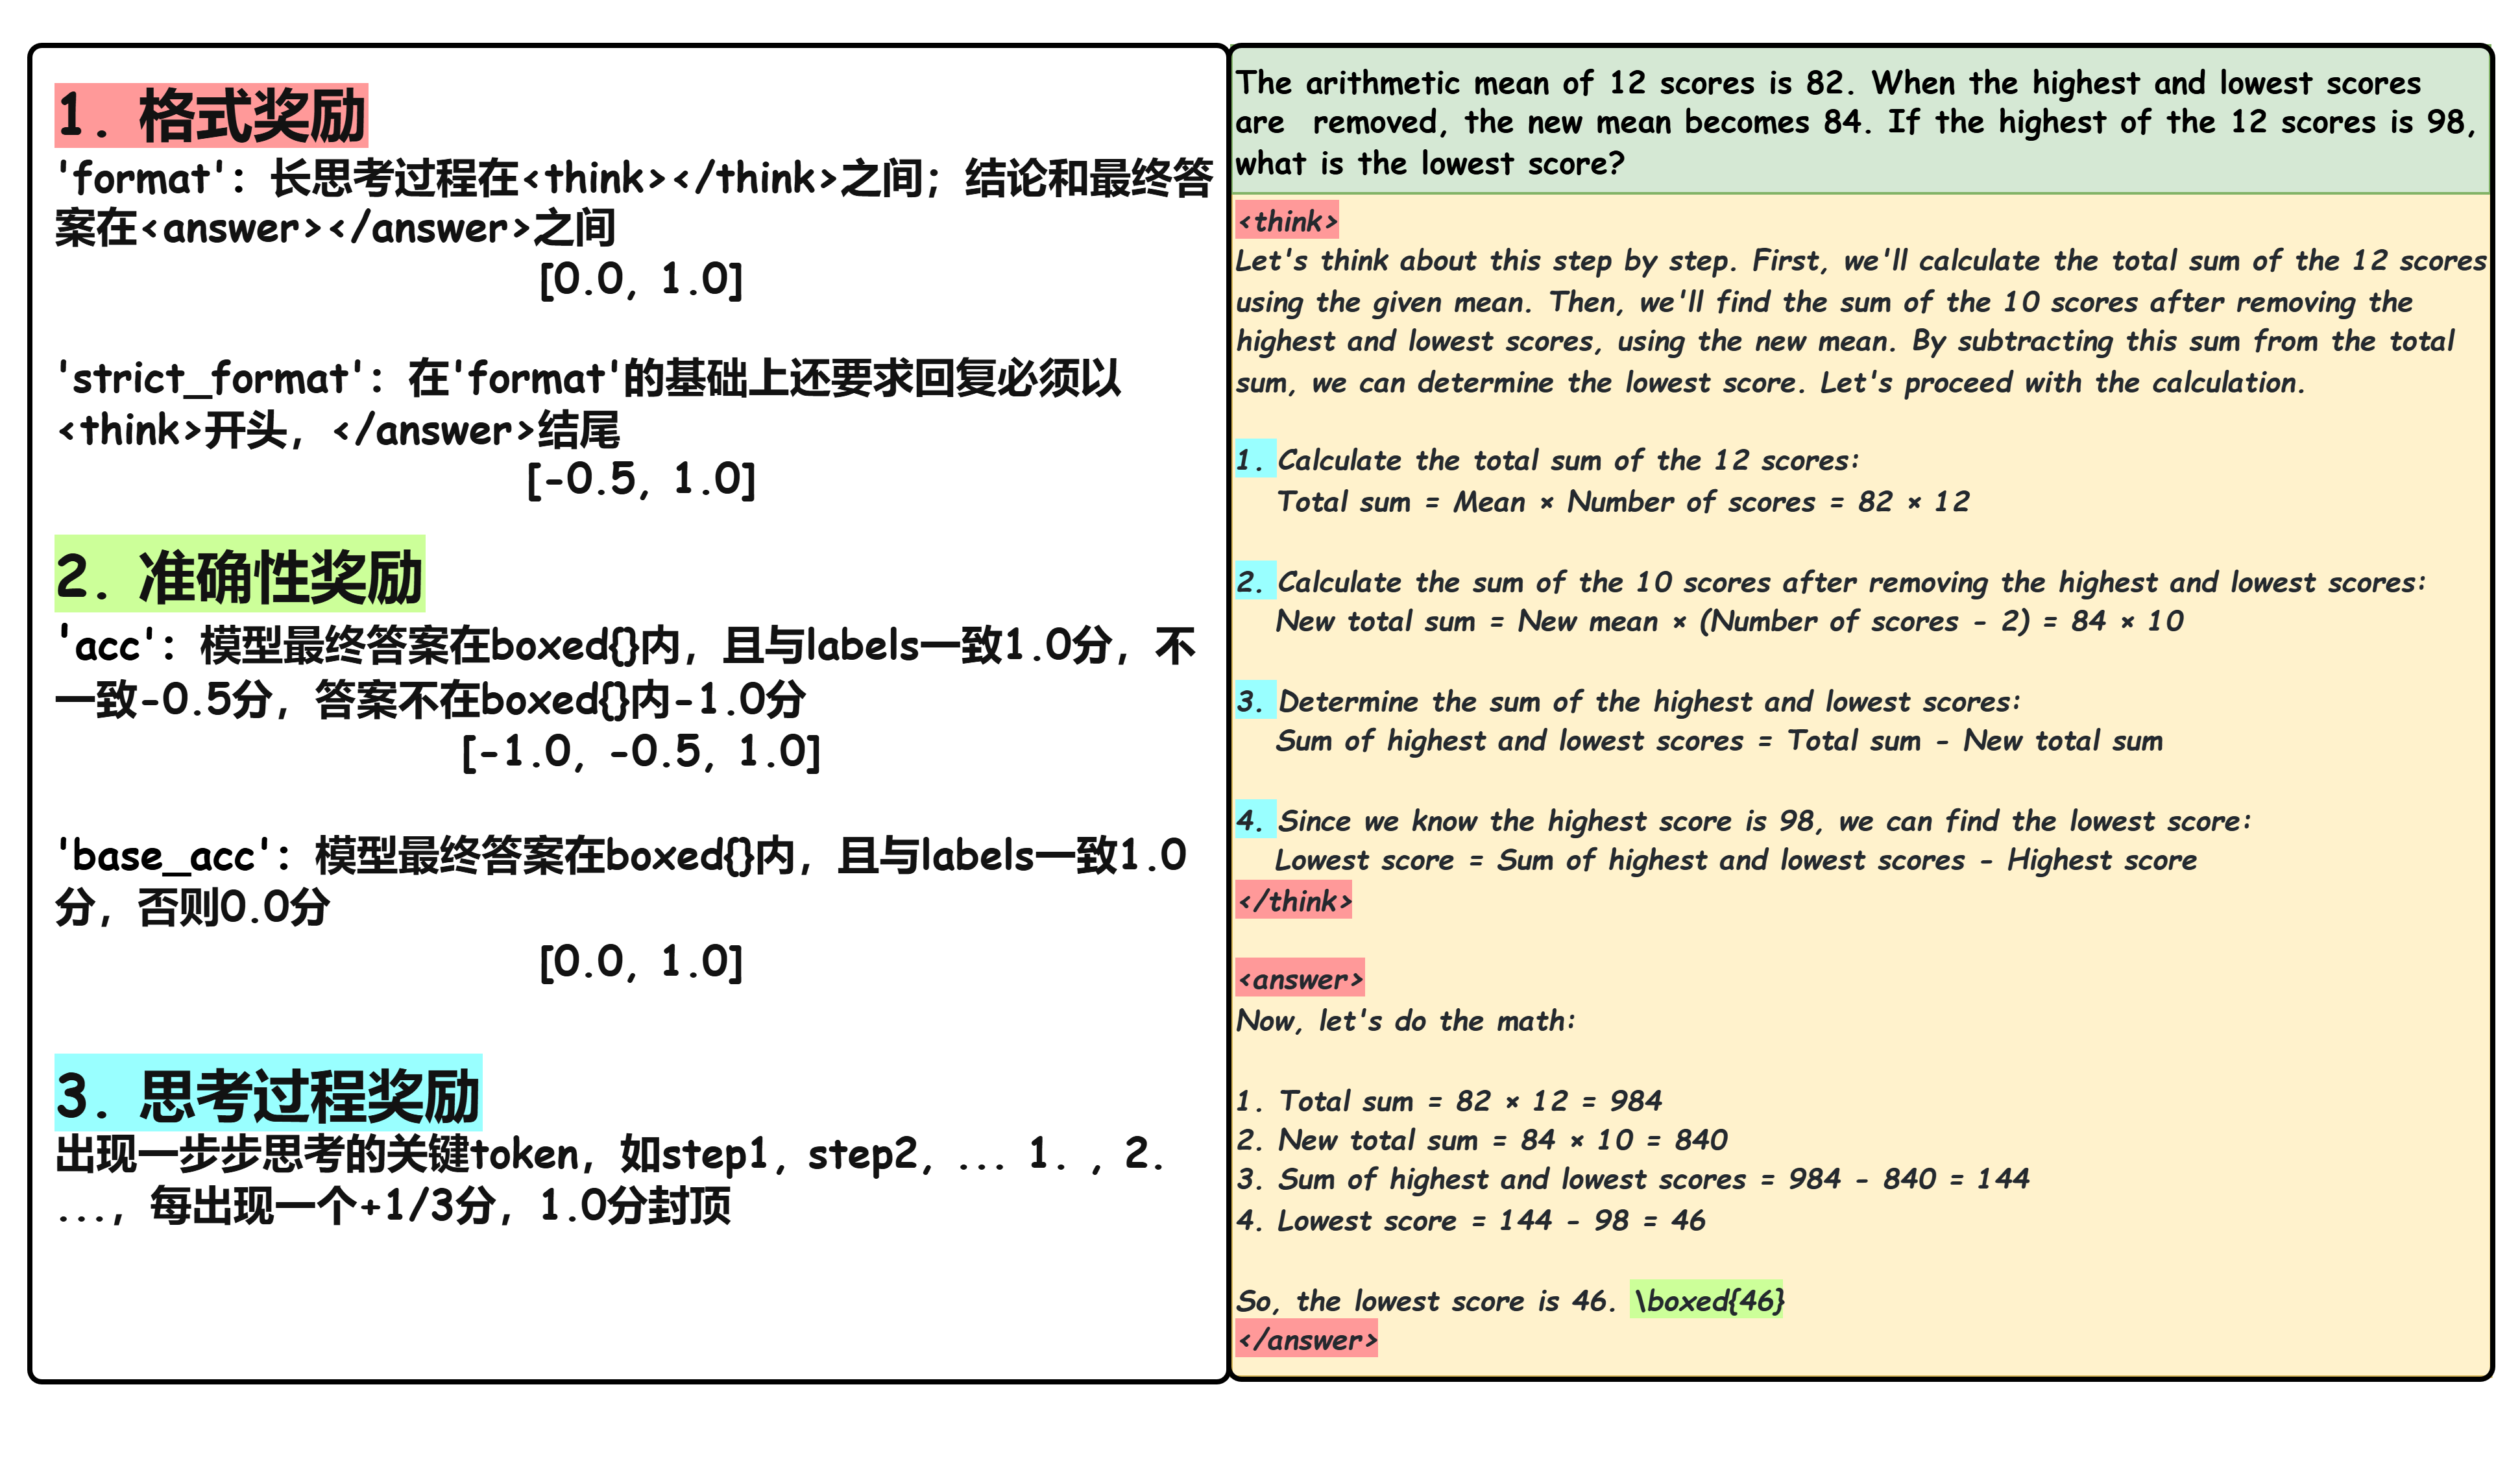 1. 格式奖励
'format'：长思考过程在<think></think>之间；结论和最终答
案在<answer></answer>之间
[0.0, 1.0]
'strict_format'：在'format'的基础上还要求回复必须以
<think>开头，</answer>结尾
[-0.5, 1.0]
2. 准确性奖励
'acc'：模型最终答案在boxed{}内，且与labels一致1.0分，不
一致-0.5分，答案不在boxed{}内-1.0分
[-1.0, -0.5, 1.0]
'base_acc'：模型最终答案在boxed{}内，且与labels一致1.0
分，否则0.0分
[0.0, 1.0]
3. 思考过程奖励
出现一步步思考的关键token，如step1, step2, ... 1. , 2.
...，每出现一个+1/3分，1.0分封顶
The arithmetic mean of 12 scores is 82. When the highest and lowest scores
are removed, the new mean becomes 84. If the highest of the 12 scores is 98,
what is the lowest score?
<think>
Let's think about this step by step. First, we'll calculate the total sum of the 12 scores
using the given mean. Then, we'll find the sum of the 10 scores after removing the
highest and lowest scores, using the new mean. By subtracting this sum from the total
sum, we can determine the lowest score. Let's proceed with the calculation.
1. Calculate the total sum of the 12 scores:
Total sum = Mean × Number of scores = 82 × 12
2. Calculate the sum of the 10 scores after removing the highest and lowest scores:
New total sum = New mean × (Number of scores - 2) = 84 × 10
3. Determine the sum of the highest and lowest scores:
Sum of highest and lowest scores = Total sum - New total sum
4. Since we know the highest score is 98, we can find the lowest score:
Lowest score = Sum of highest and lowest scores - Highest score
</think>
<answer>
Now, let's do the math:
1. Total sum = 82 × 12 = 984
2. New total sum = 84 × 10 = 840
3. Sum of highest and lowest scores = 984 - 840 = 144
4. Lowest score = 144 - 98 = 46
So, the lowest score is 46. \boxed{46}
</answer>